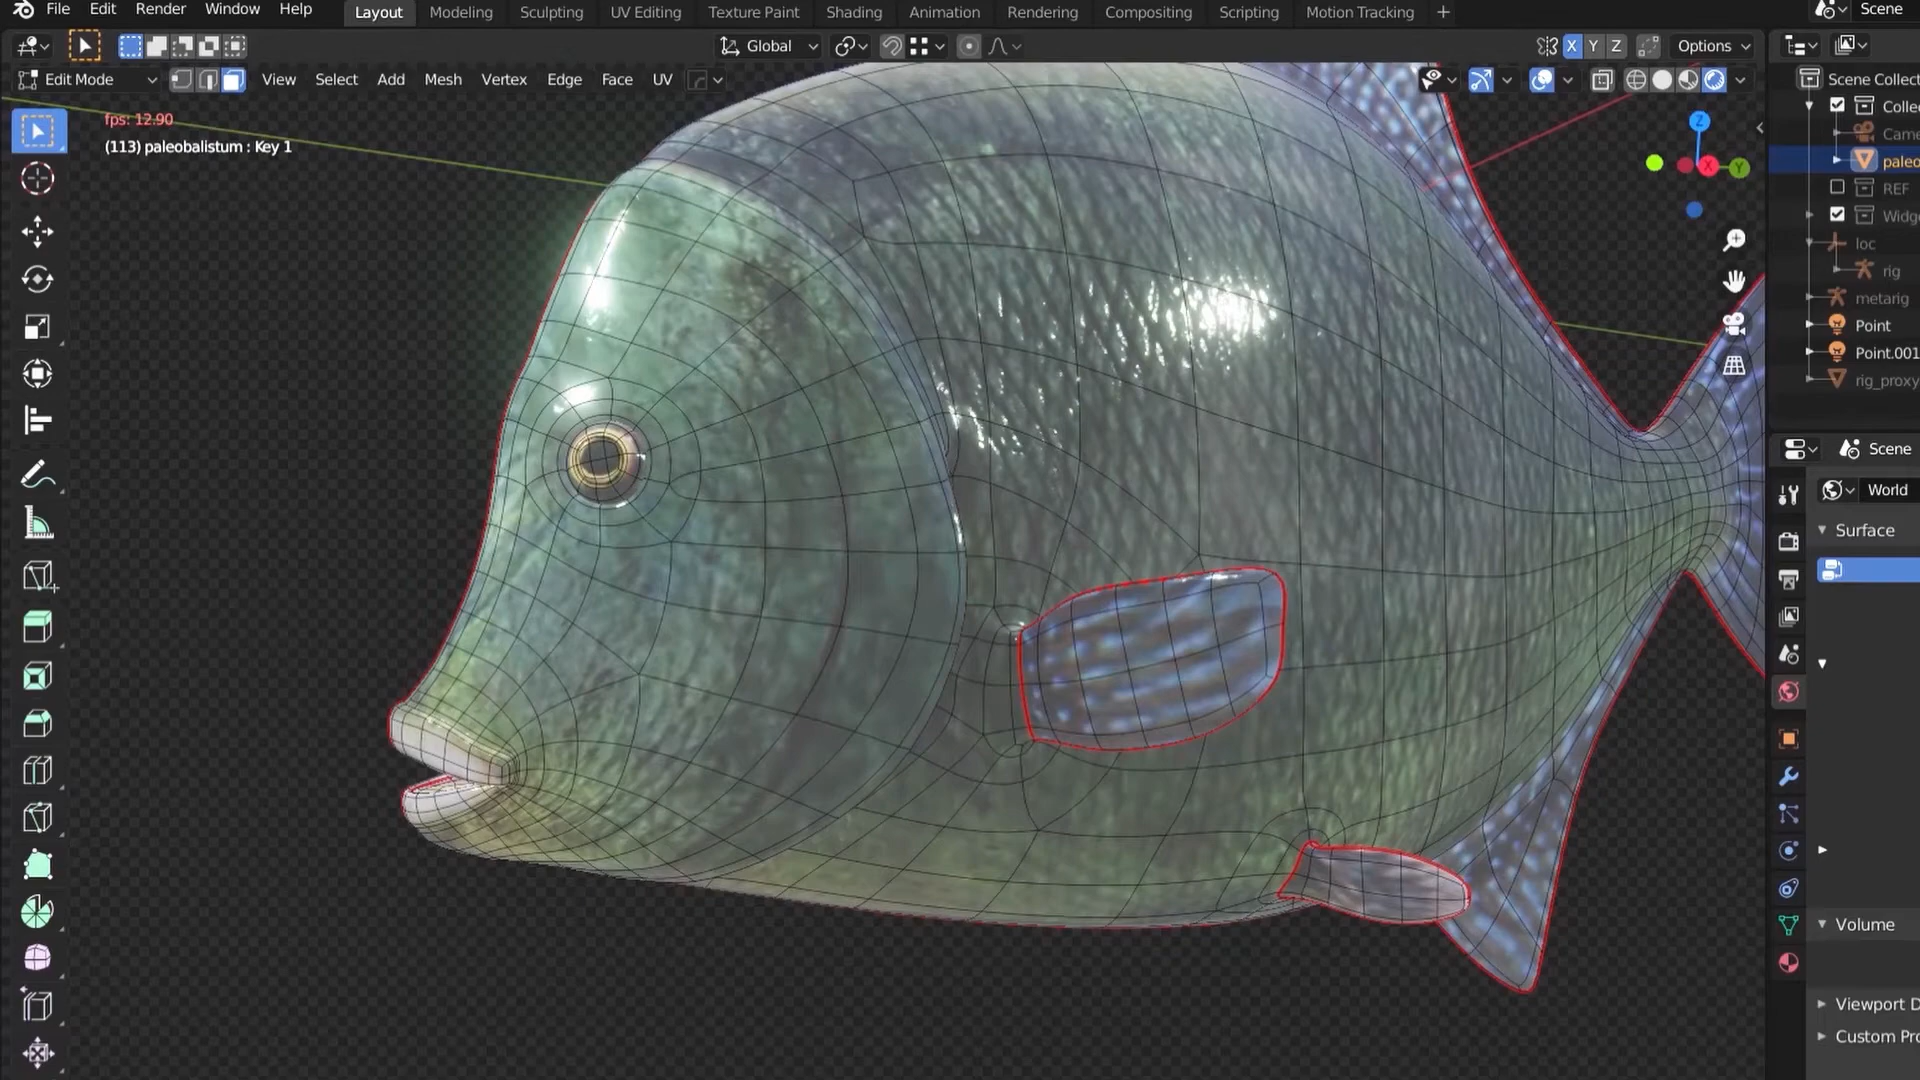 File Edit Render Window Help Layout Modeling Sculpting UV Editing Texture Paint Shading Animation Rendering Compositing Scripting Motion Tracking + Scene
Global X Y Z Options
Edit Mode View Select Add Mesh Vertex Edge Face UV
Scene Collect
fps: 12.90
(113) paleobalistum : Key 1
Z
X
Y
Colle
Came
paleo
REF
Widg
loc
rig
metarig
Point
Point.001
rig_proxy
Scene
World
Surface
Volume
Viewport D
Custom Pro